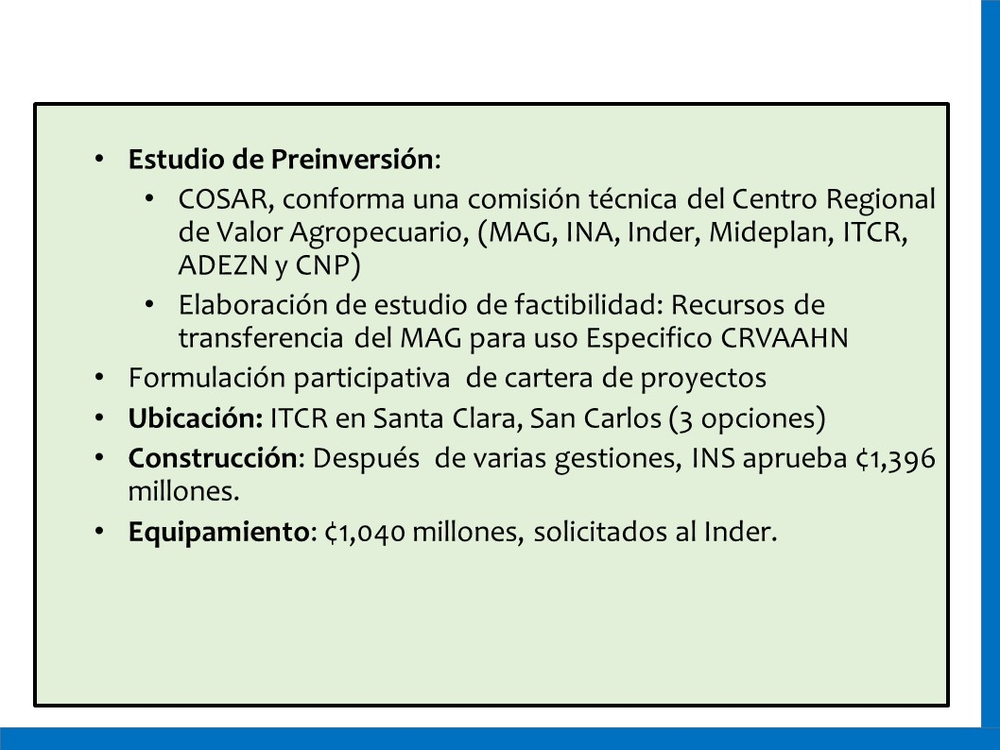 • Estudio de Preinversión:
• COSAR, conforma una comisión técnica del Centro Regional
de Valor Agropecuario, (MAG, INA, Inder, Mideplan, ITCR,
ADEZN y CNP)
• Elaboración de estudio de factibilidad: Recursos de
transferencia del MAG para uso Especifico CRVAAHN
• Formulación participativa de cartera de proyectos
• Ubicación: ITCR en Santa Clara, San Carlos (3 opciones)
• Construcción: Después de varias gestiones, INS aprueba ¢1,396
millones.
• Equipamiento: ¢1,040 millones, solicitados al Inder.